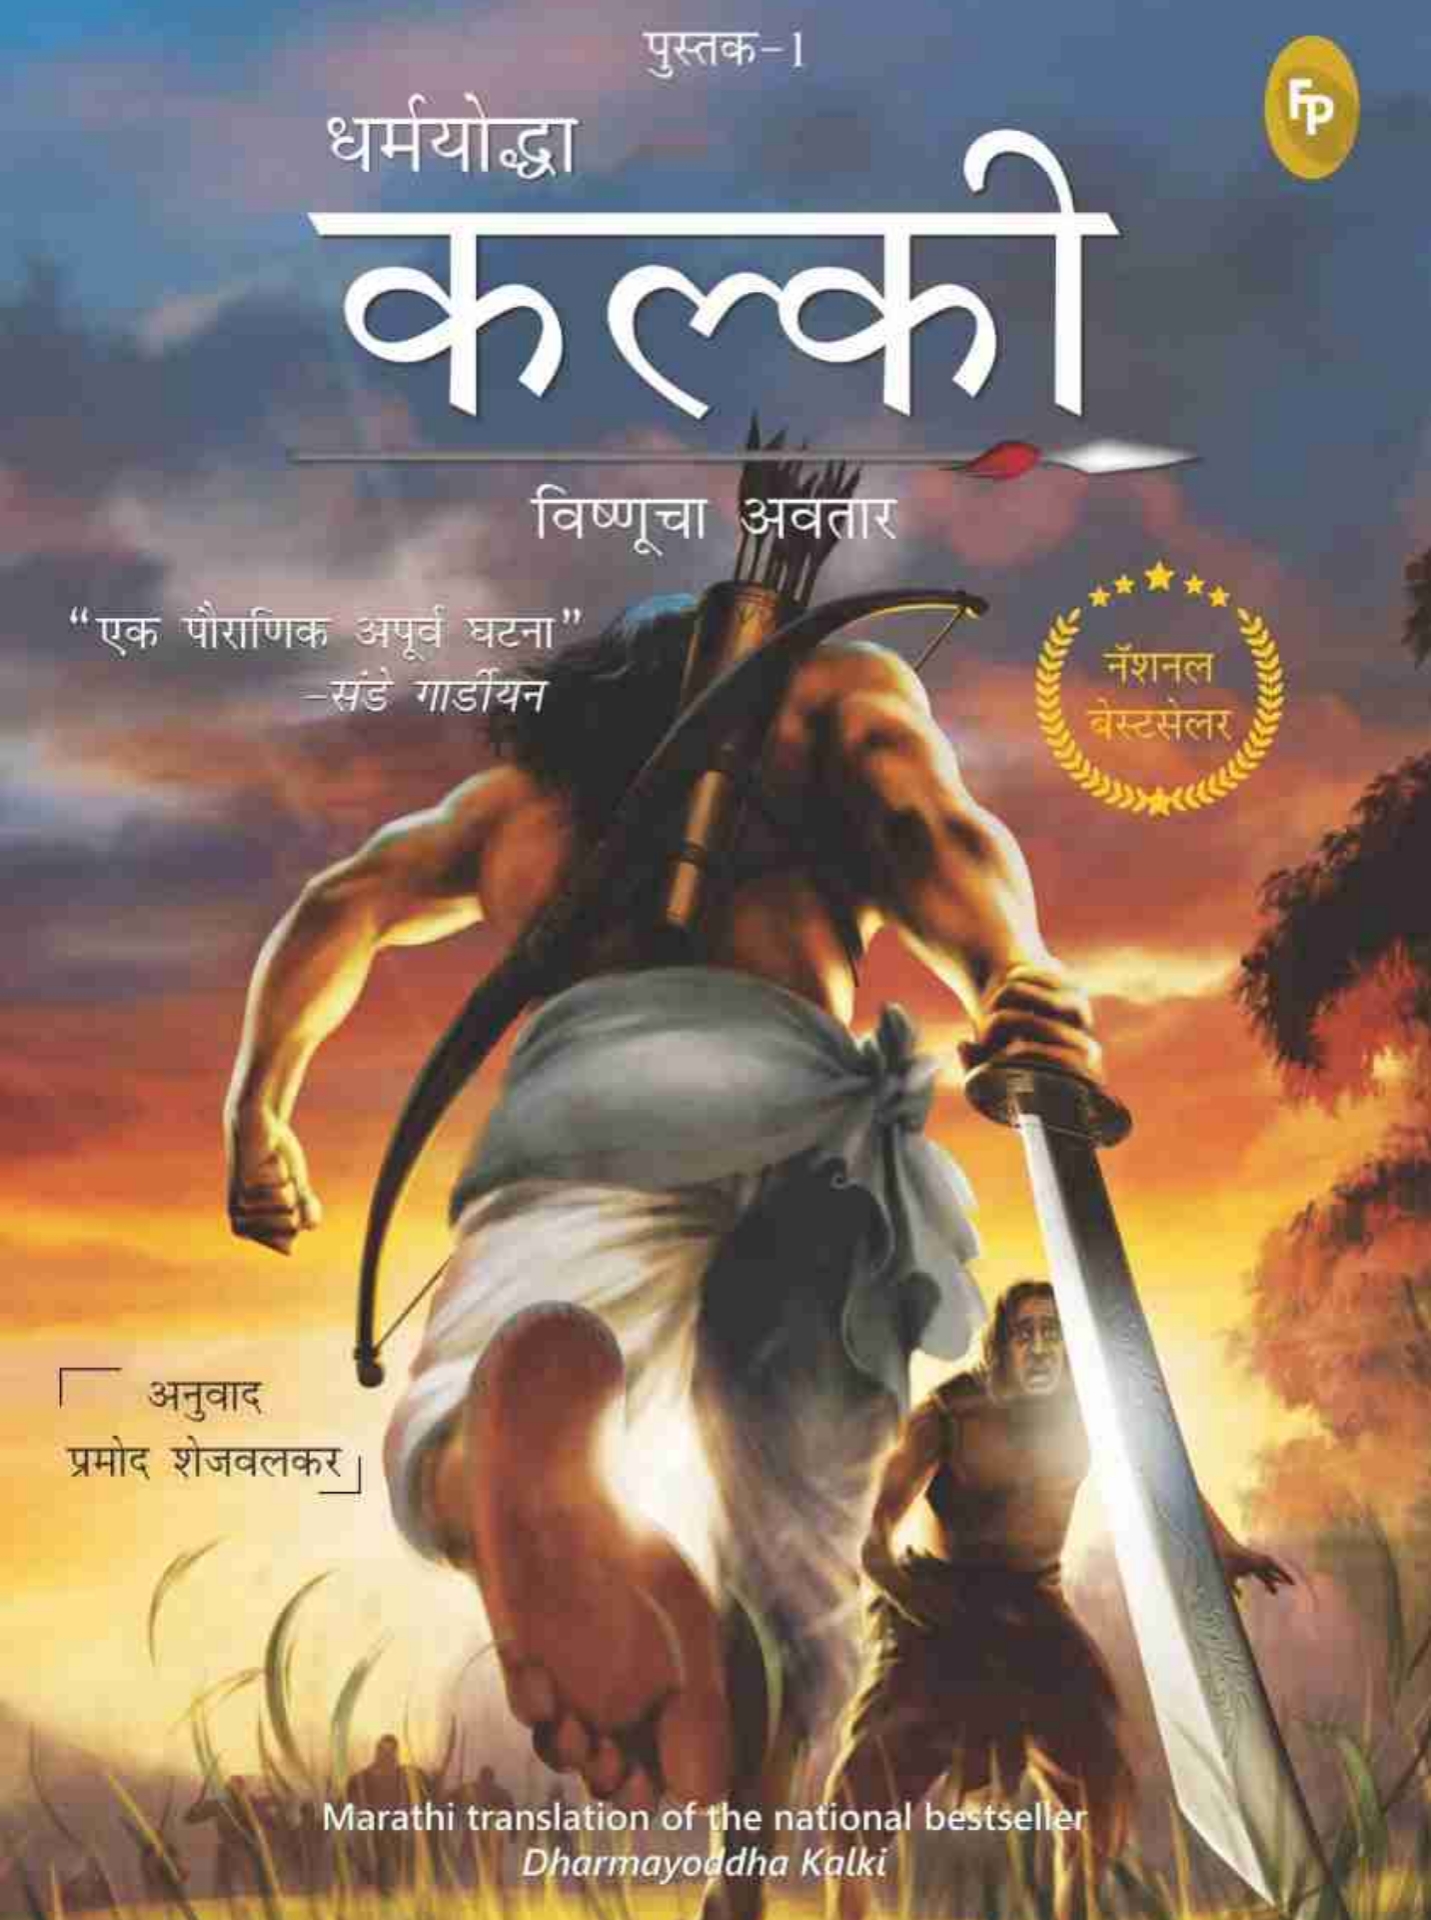 पुस्तक-1
FP
धर्मयोद्धा
कल्की
विष्णूचा अवतार
“एक पौराणिक अपूर्व घटना”
-संडे गार्डीयन
नॅशनल
बेस्टसेलर
अनुवाद
प्रमोद शेजवलकर
Marathi translation of the national bestseller
Dharmayoddha Kalki